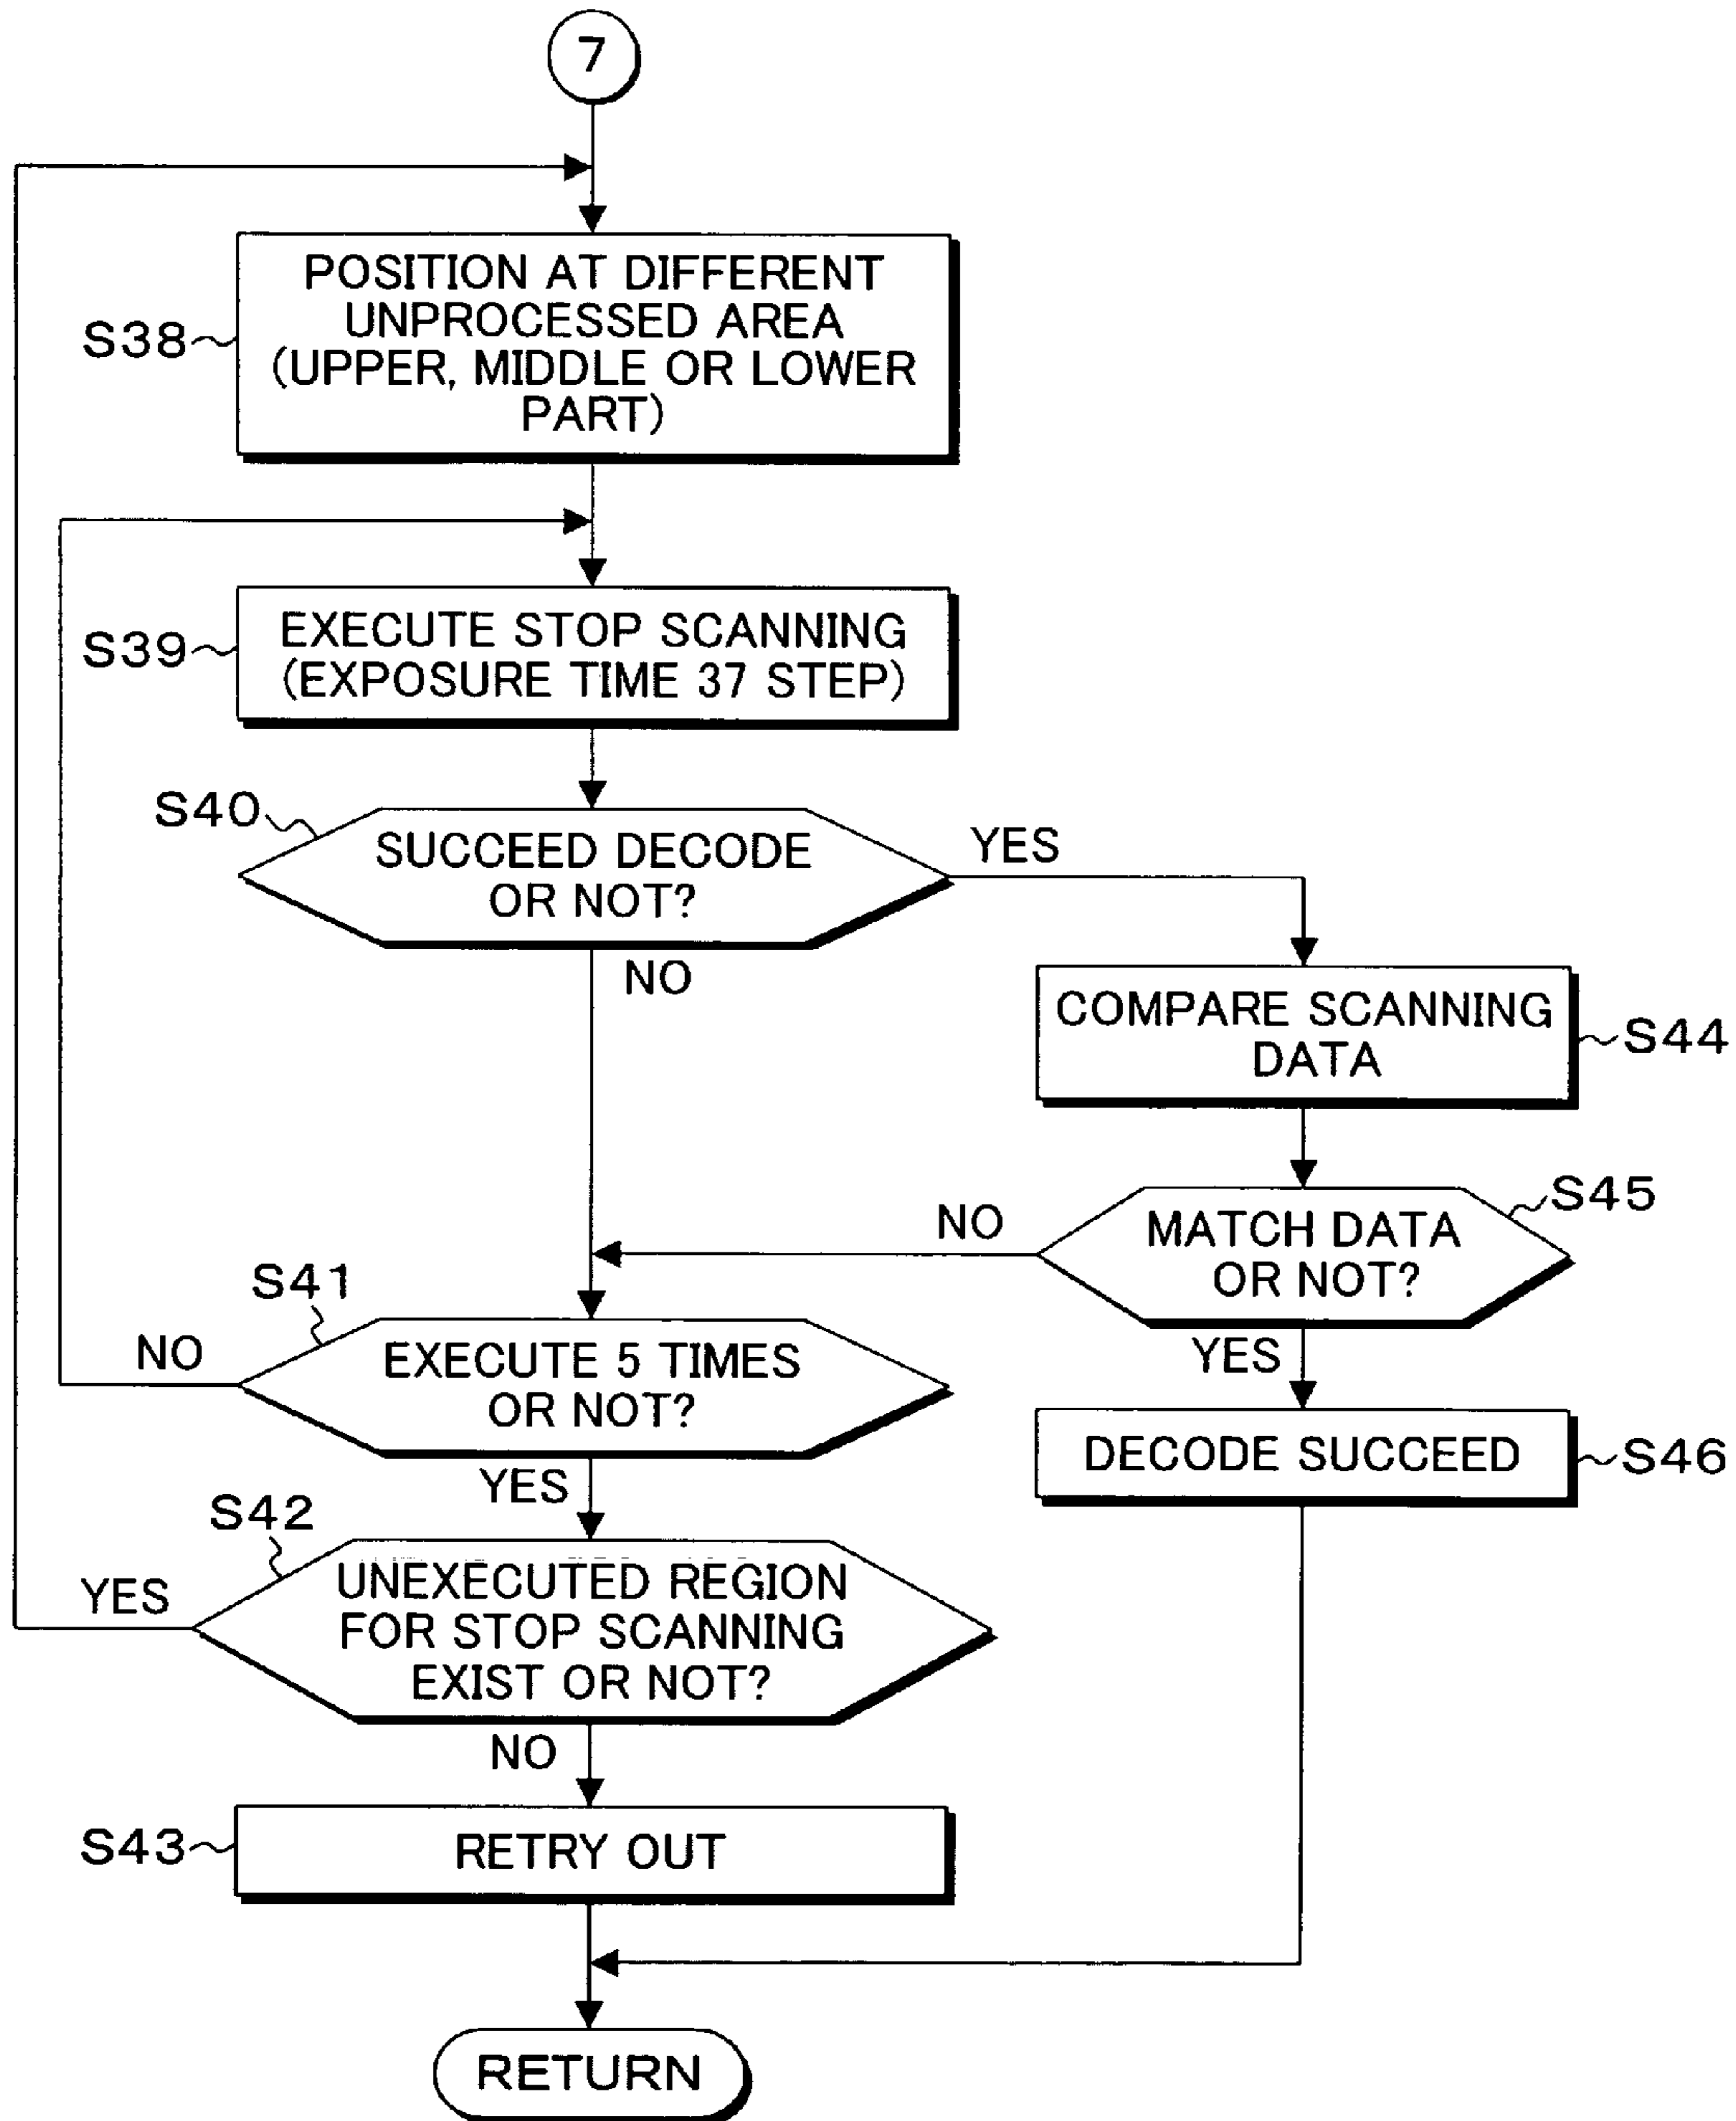 7
POSITION AT DIFFERENT
UNPROCESSED AREA
(UPPER, MIDDLE OR LOWER
PART)
S38
EXECUTE STOP SCANNING
(EXPOSURE TIME 37 STEP)
S39
S40
SUCCEED DECODE
OR NOT?
YES
NO
COMPARE SCANNING
DATA
S44
S45
MATCH DATA
OR NOT?
NO
YES
S41
EXECUTE 5 TIMES
OR NOT?
NO
YES
DECODE SUCCEED
S46
S42
UNEXECUTED REGION
FOR STOP SCANNING
EXIST OR NOT?
YES
NO
S43
RETRY OUT
RETURN